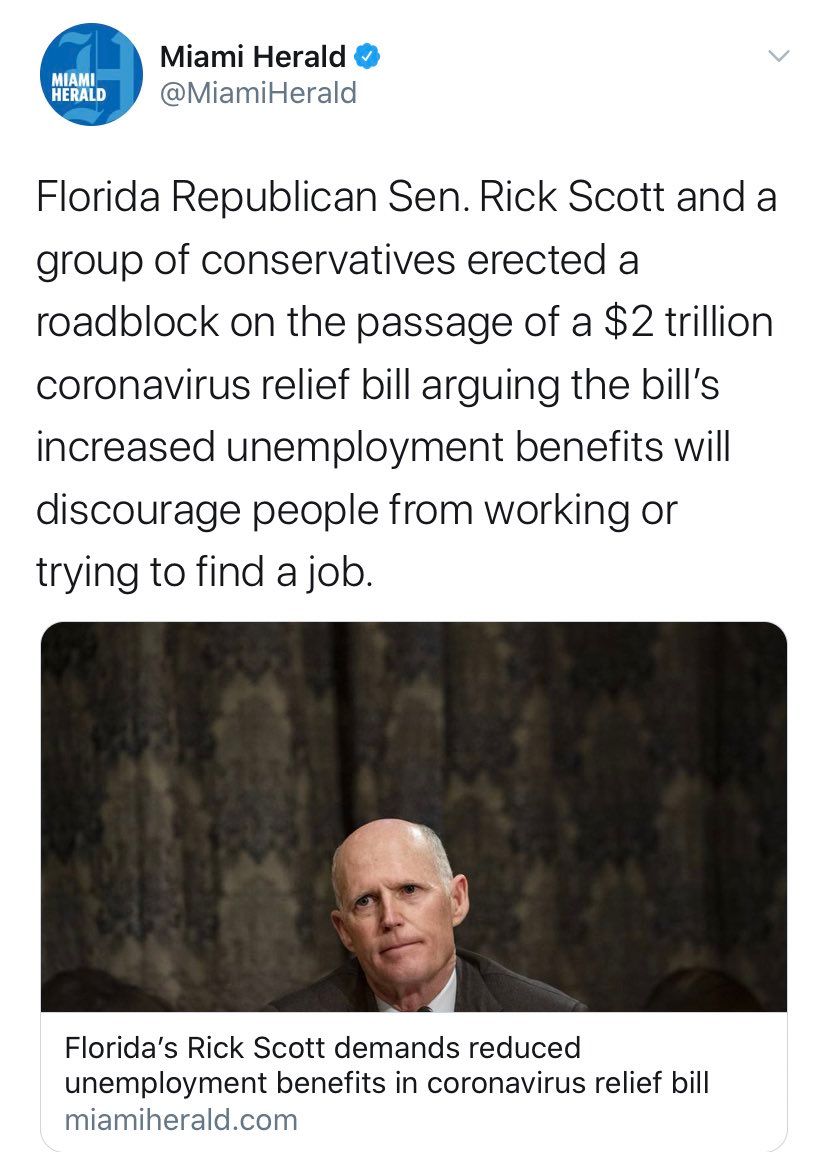 MIAMI
HERALD
Miami Herald
@MiamiHerald
Florida Republican Sen. Rick Scott and a
group of conservatives erected a
roadblock on the passage of a $2 trillion
coronavirus relief bill arguing the bill’s
increased unemployment benefits will
discourage people from working or
trying to find a job.
Florida’s Rick Scott demands reduced
unemployment benefits in coronavirus relief bill
miamiherald.com